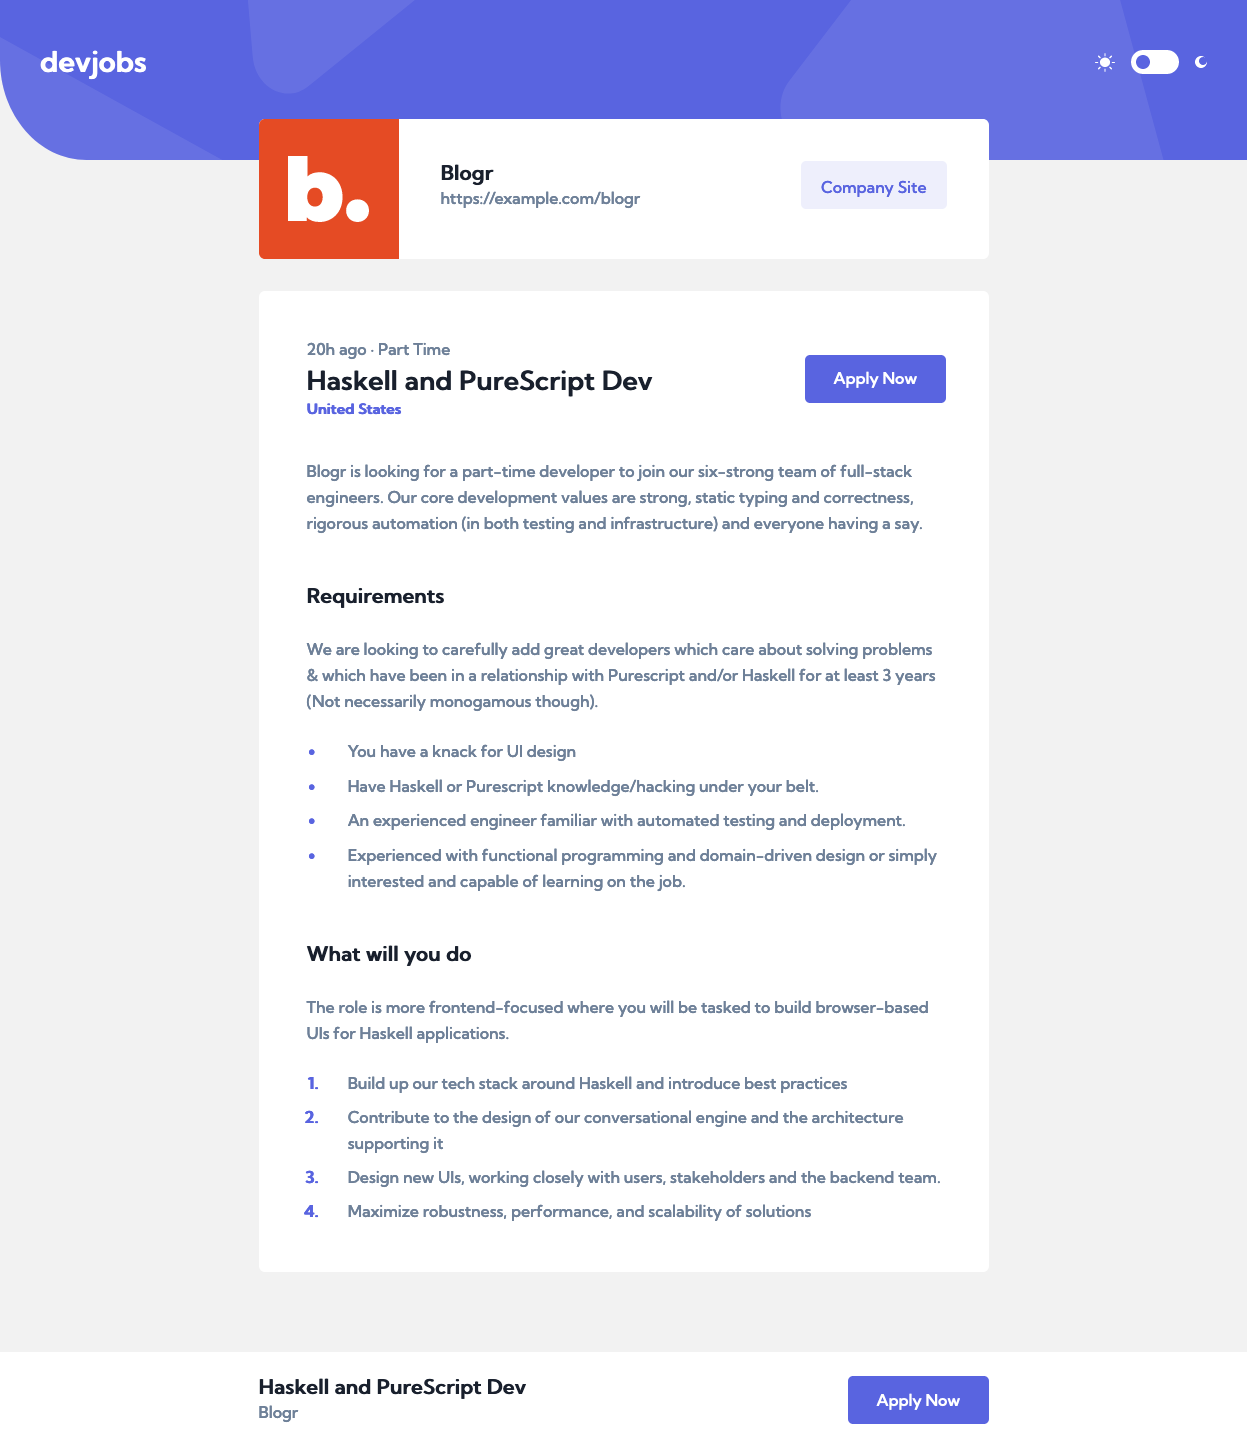 devjobs
b.
Blogr
https://example.com/blogr
Company Site
20h ago · Part Time
Haskell and PureScript Dev
United States
Apply Now
Blogr is looking for a part-time developer to join our six-strong team of full-stack
engineers. Our core development values are strong, static typing and correctness,
rigorous automation (in both testing and infrastructure) and everyone having a say.
Requirements
We are looking to carefully add great developers which care about solving problems
& which have been in a relationship with Purescript and/or Haskell for at least 3 years
(Not necessarily monogamous though).
• You have a knack for UI design
• Have Haskell or Purescript knowledge/hacking under your belt.
• An experienced engineer familiar with automated testing and deployment.
• Experienced with functional programming and domain-driven design or simply
interested and capable of learning on the job.
What will you do
The role is more frontend-focused where you will be tasked to build browser-based
UIs for Haskell applications.
1. Build up our tech stack around Haskell and introduce best practices
2. Contribute to the design of our conversational engine and the architecture
supporting it
3. Design new UIs, working closely with users, stakeholders and the backend team.
4. Maximize robustness, performance, and scalability of solutions
Haskell and PureScript Dev
Blogr
Apply Now